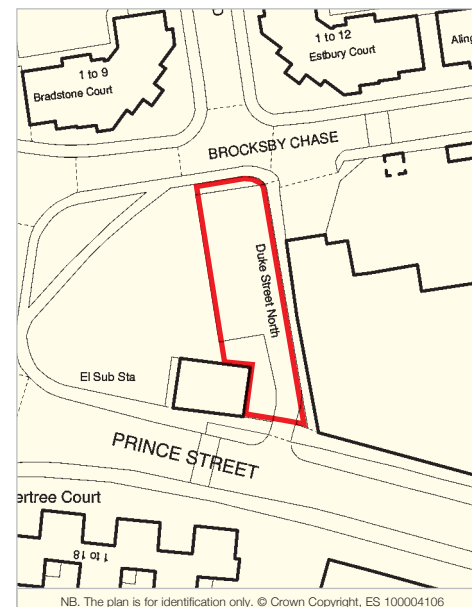 1 to 12
Estbury Court
Aling
1 to 9
Bradstone Court
BROCKSBY CHASE
Duke Street North
El Sub Sta
PRINCE STREET
ertree Court
1 to 18
NB. The plan is for identification only. © Crown Copyright, ES 100004106